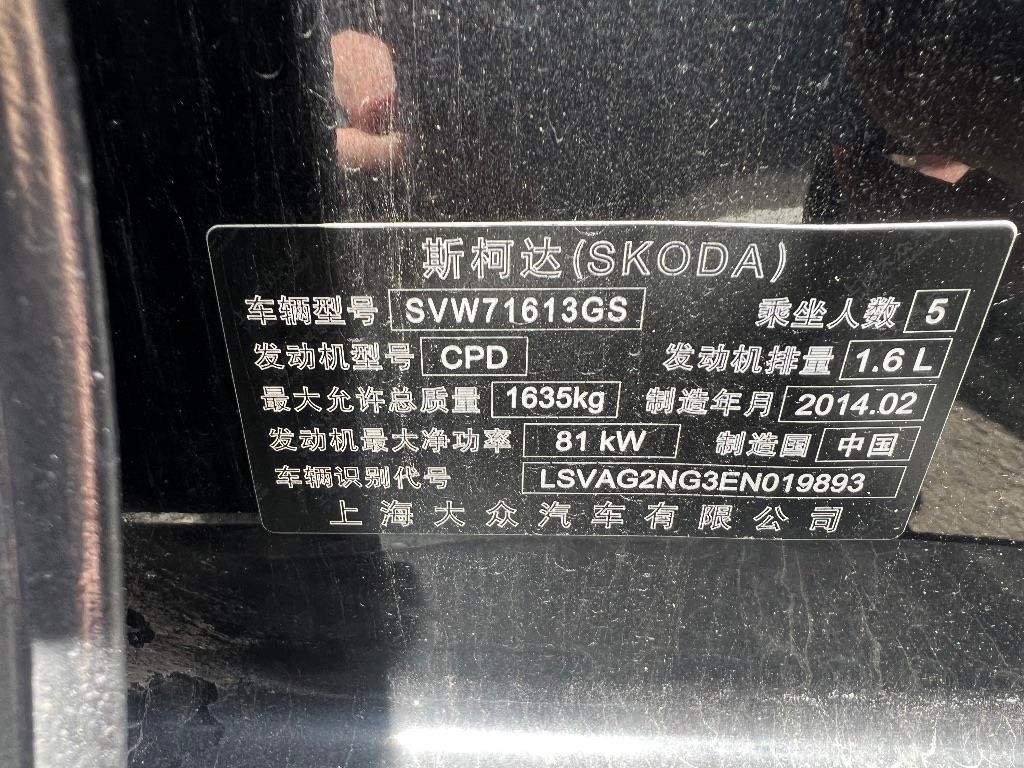 斯柯达(SKODA)
车辆型号 SVW71613GS 乘坐人数 5
发动机型号 CPD 发动机排量 1.6 L
最大允许总质量 1635kg 制造年月 2014.02
发动机最大净功率 81 kW 制造国 中国
车辆识别代号 LSVAG2NG3EN019893
上海大众汽车有限公司